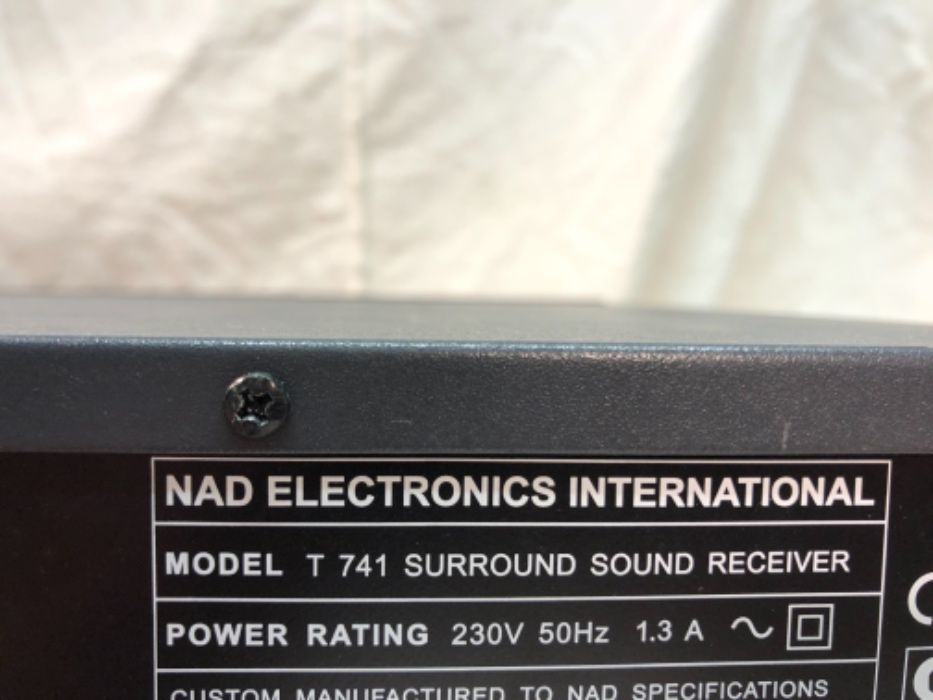 NAD ELECTRONICS INTERNATIONAL
MODEL T 741 SURROUND SOUND RECEIVER
POWER RATING 230V 50Hz 1.3 A
CUSTOM MANUFACTURED TO NAD SPECIFICATIONS